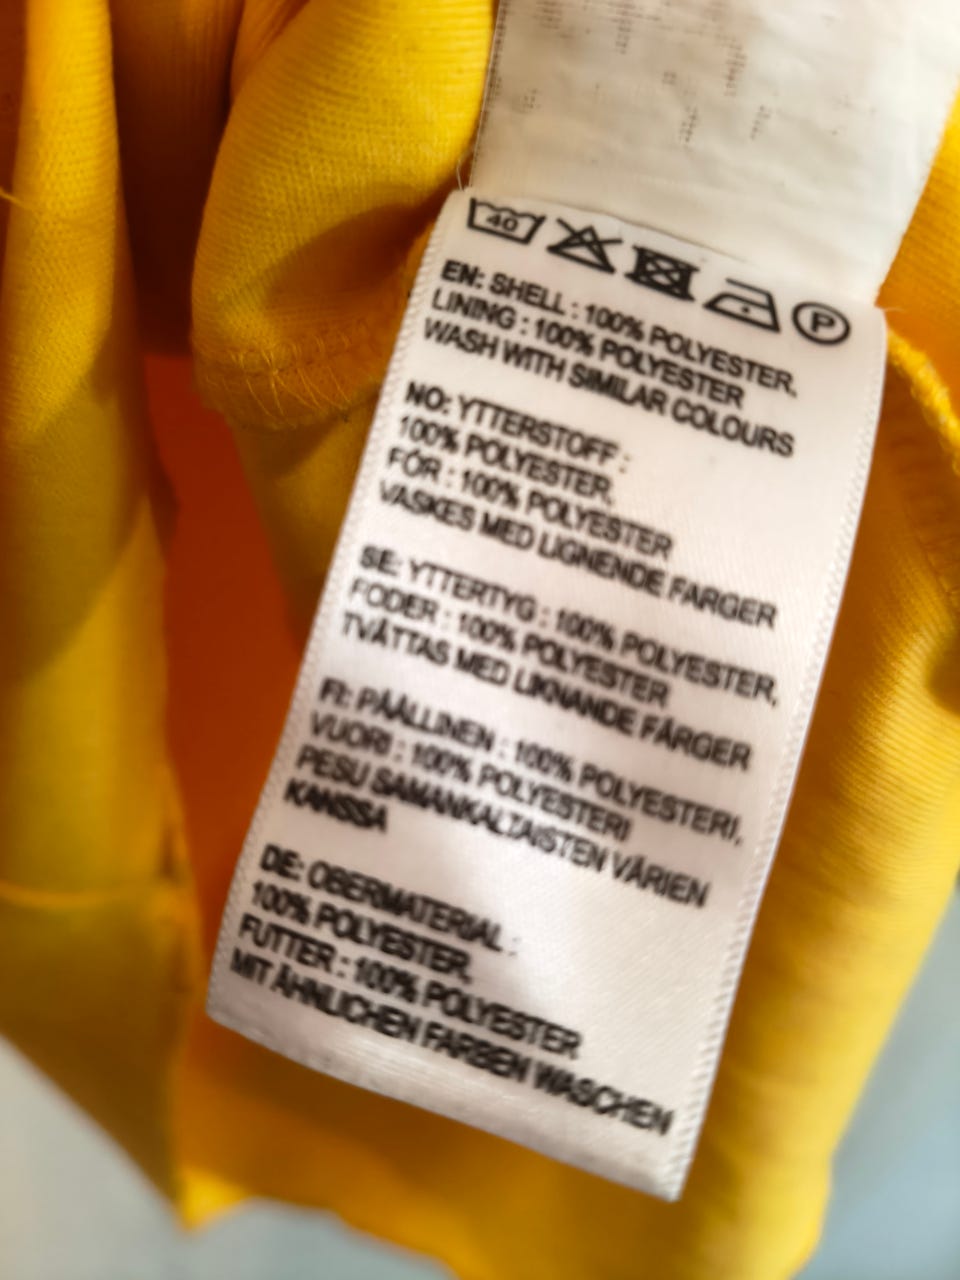 40
P
EN: SHELL : 100% POLYESTER,
LINING : 100% POLYESTER
WASH WITH SIMILAR COLOURS
NO: YTTERSTOFF :
100% POLYESTER,
FÓR : 100% POLYESTER
VASKES MED LIGNENDE FARGER
SE: YTTERTYG : 100% POLYESTER,
FODER : 100% POLYESTER
TVÄTTAS MED LIKNANDE FÄRGER
FI: PÄÄLLINEN : 100% POLYESTERI,
VUORI : 100% POLYESTERI
PESU SAMANKALTAISTEN VÄRIEN
KANSSA
DE: OBERMATERIAL :
100% POLYESTER,
FUTTER : 100% POLYESTER
MIT ÄHNLICHEN FARBEN WASCHEN